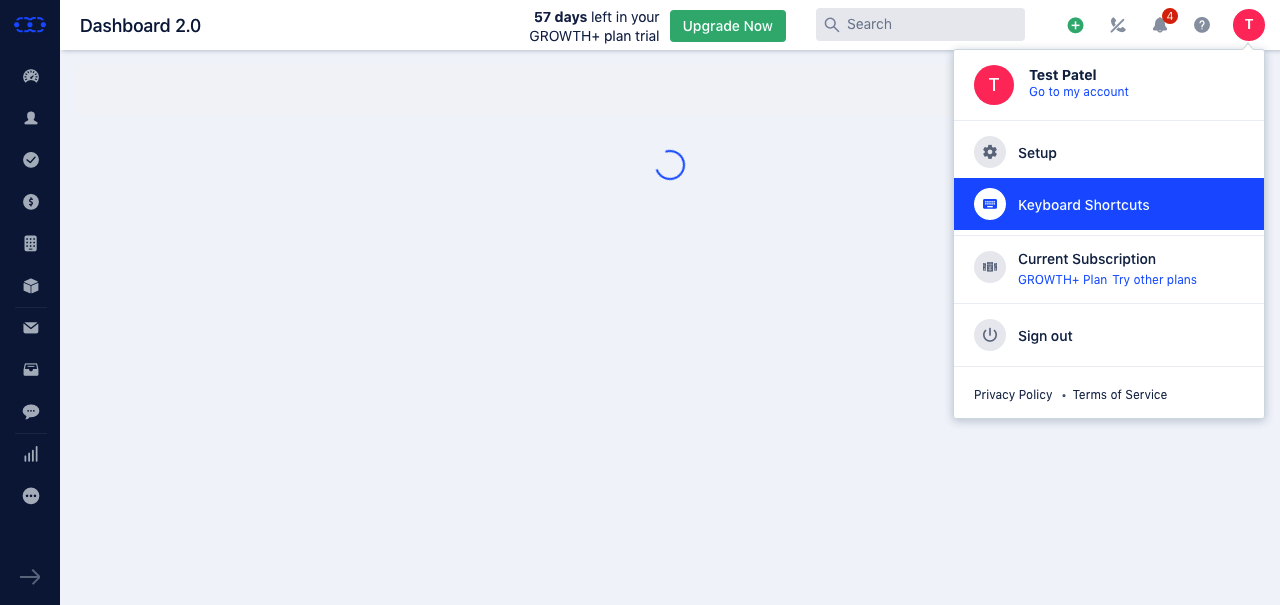 Dashboard 2.0
57 days left in your
GROWTH+ plan trial
Upgrade Now
Search
4
T
T
Test Patel
Go to my account
Setup
Keyboard Shortcuts
Current Subscription
GROWTH+ Plan Try other plans
Sign out
Privacy Policy • Terms of Service